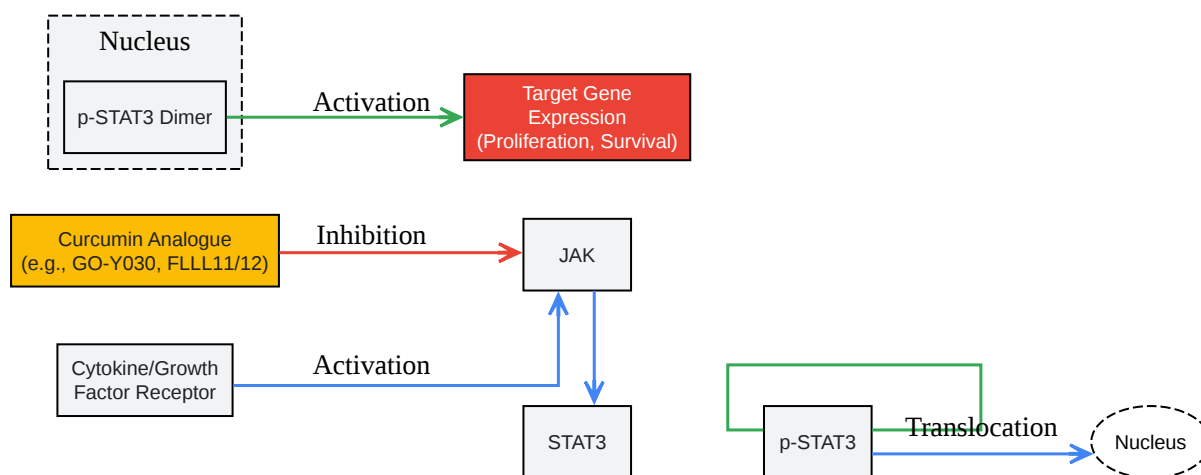 Nucleus
p-STAT3 Dimer
Activation
Target Gene
Expression
(Proliferation, Survival)
Curcumin Analogue
(e.g., GO-Y030, FLLL11/12)
Inhibition
JAK
Cytokine/Growth
Factor Receptor
Activation
STAT3
p-STAT3
Translocation
Nucleus